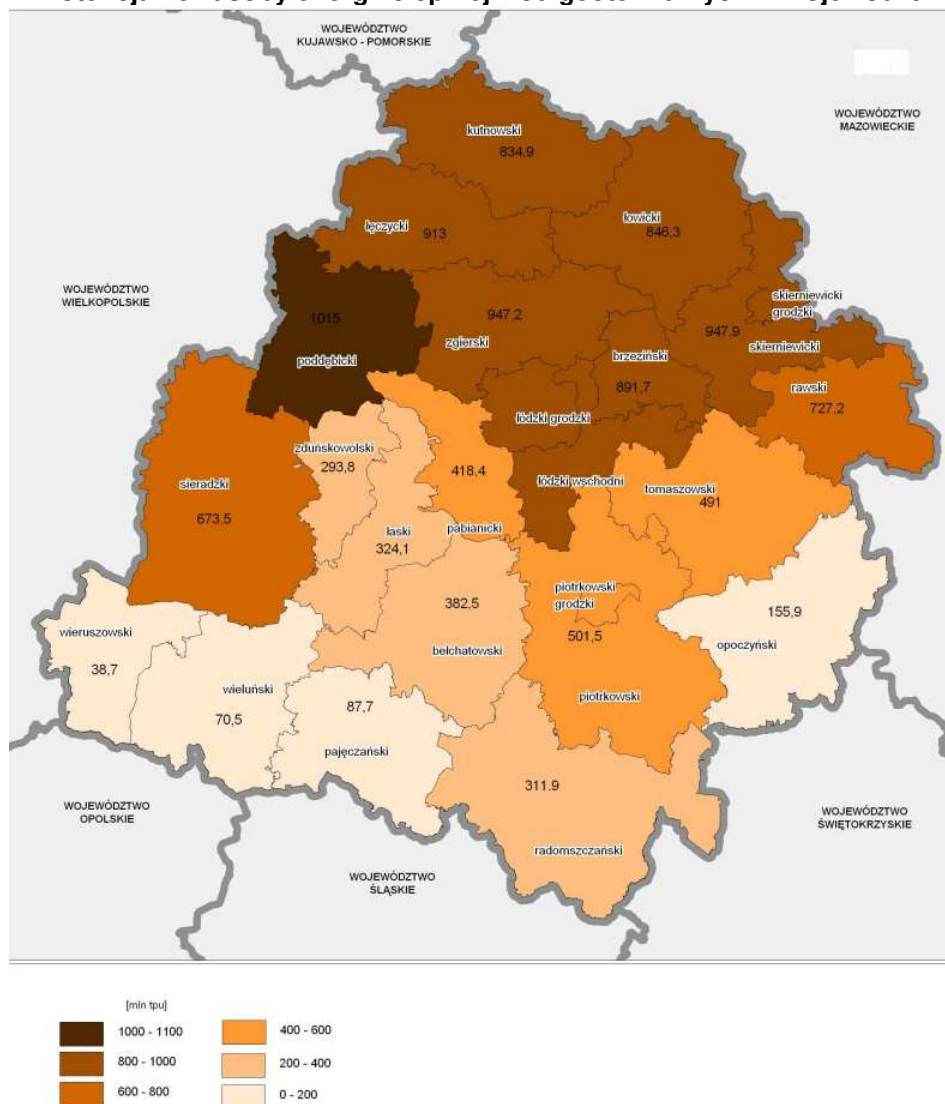 WOJEWÓDZTWO
KUJAWSKO - POMORSKIE
WOJEWÓDZTWO
MAZOWIECKIE
kutnowski
834,9
łęczycki 913
łowicki
846,3
WOJEWÓDZTWO
WIELKOPOLSKIE
skierniewicki
grodzki
1015
947,2
947,9
zgierski
skierniewicki
poddębicki
brzeziński
891,7
rawski
727,2
łódzki grodzki
zduńskowolski
293,8
418,4
sieradzki
łódzki wschodni
tomaszowski
491
673,5
łaski
324,1
pabianicki
piotrkowski
grodzki
382,5
155,9
wieruszowski
38,7
501,5
bełchatowski
opoczyński
wieluński
70,5
87,7
piotrkowski
pajęczański
311.9
WOJEWÓDZTWO
OPOLSKIE
WOJEWÓDZTWO
ŚWIĘTOKRZYSKIE
radomszczański
WOJEWÓDZTWO
ŚLĄSKIE
[mln tpu]
1000 - 1100
400 - 600
800 - 1000
200 - 400
600 - 800
0 - 200